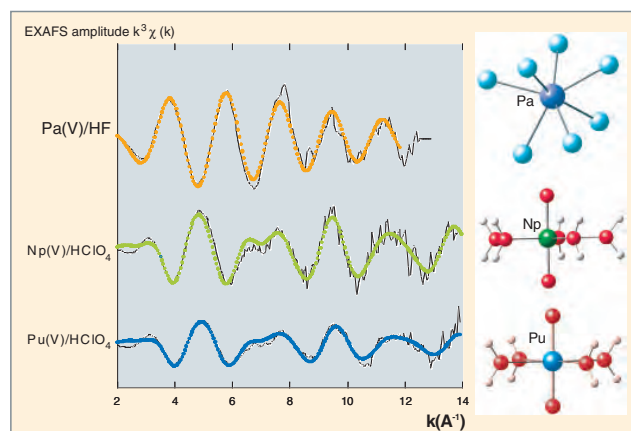 EXAFS amplitude k³ χ (k)
Pa(V)/HF
Np(V)/HClO₄
Pu(V)/HClO₄
2 4 6 8 10 12 14
k(A⁻¹)
Pa
Np
Pu